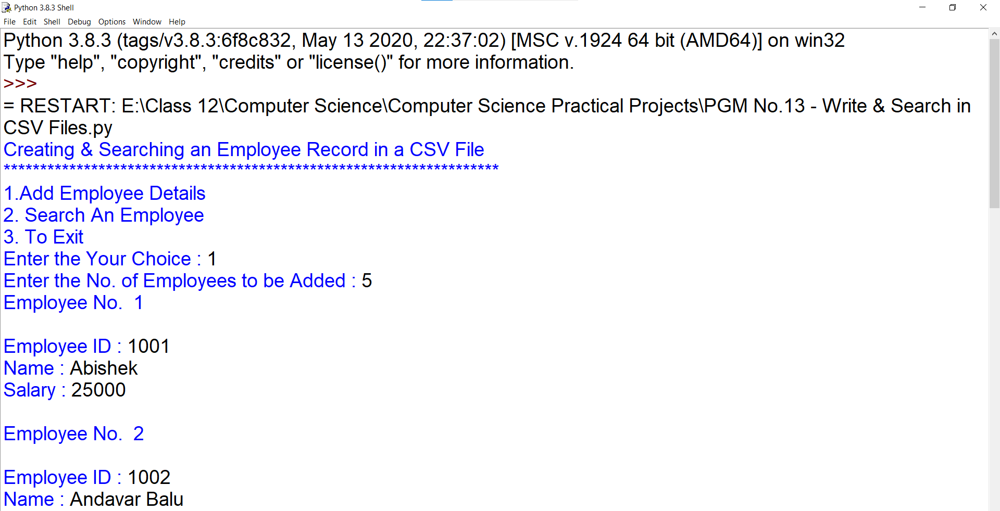 Python 3.8.3 Shell
File Edit Shell Debug Options Window Help
Python 3.8.3 (tags/v3.8.3:6f8c832, May 13 2020, 22:37:02) [MSC v.1924 64 bit (AMD64)] on win32
Type "help", "copyright", "credits" or "license()" for more information.
>>>
= RESTART: E:\Class 12\Computer Science\Computer Science Practical Projects\PGM No.13 - Write & Search in
CSV Files.py
Creating & Searching an Employee Record in a CSV File
********************************************************************
1.Add Employee Details
2. Search An Employee
3. To Exit
Enter the Your Choice : 1
Enter the No. of Employees to be Added : 5
Employee No.  1
Employee ID : 1001
Name : Abishek
Salary : 25000
Employee No.  2
Employee ID : 1002
Name : Andavar Balu